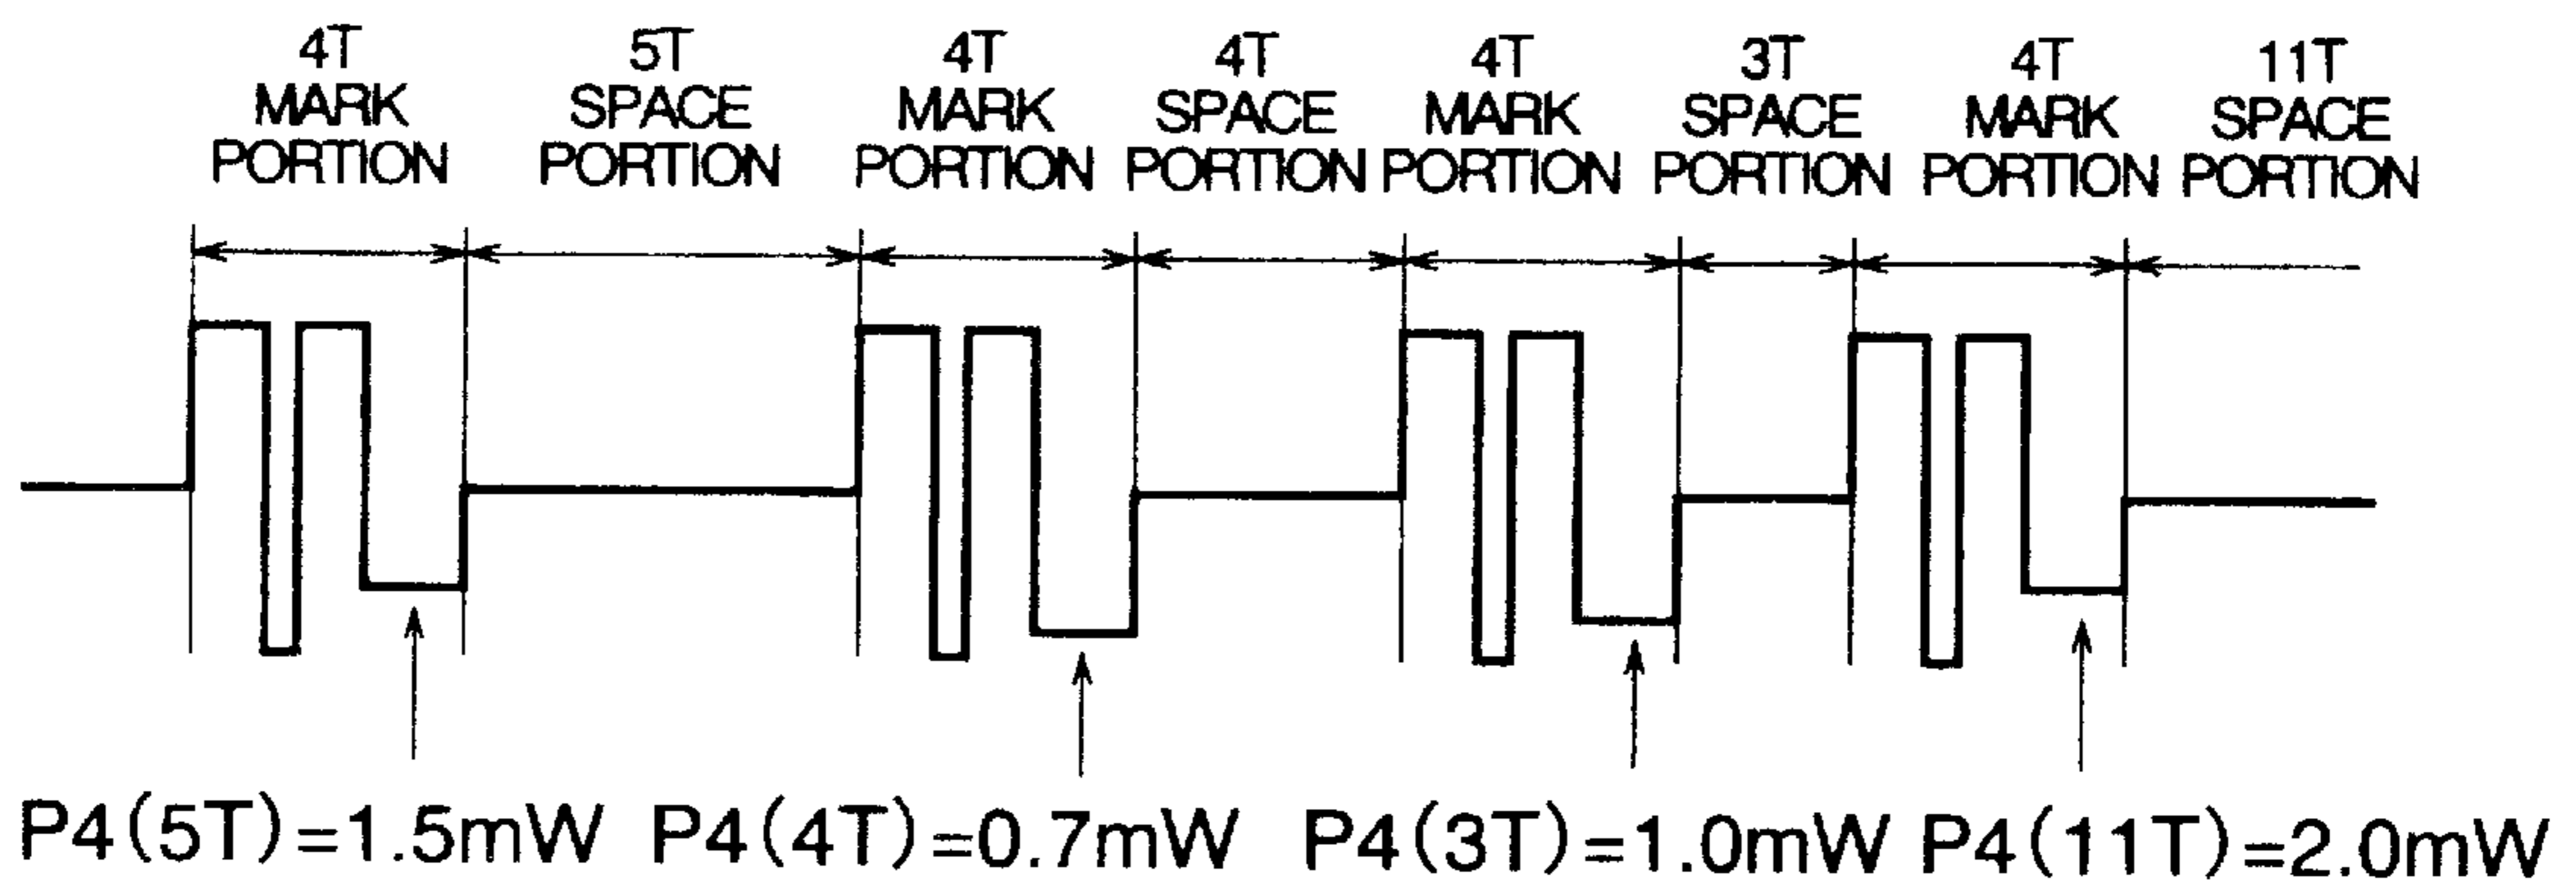 4T
MARK
PORTION
5T
SPACE
PORTION
4T
MARK
PORTION
4T
SPACE
PORTION
4T
MARK
PORTION
3T
SPACE
PORTION
4T
MARK
PORTION
11T
SPACE
PORTION
P4(5T)=1.5mW
P4(4T)=0.7mW
P4(3T)=1.0mW
P4(11T)=2.0mW